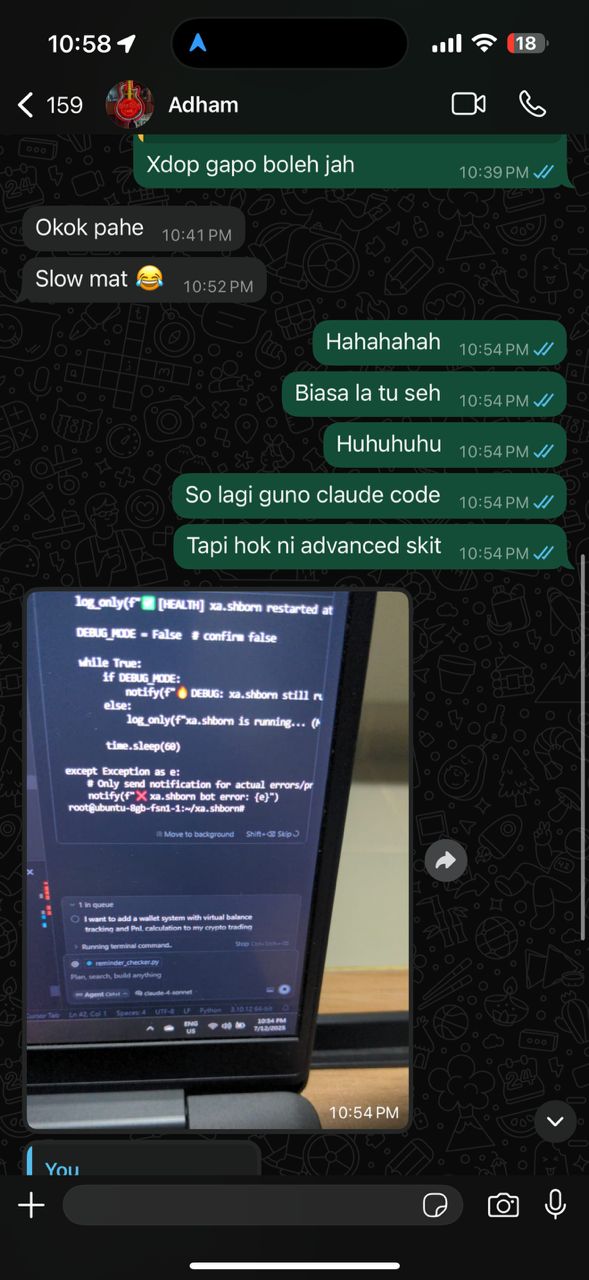 10:58
18
159
Adham
Xdop gapo boleh jah
10:39 PM
Okok pahe
10:41 PM
Slow mat 😂
10:52 PM
Hahahahah
10:54 PM
Biasa la tu seh
10:54 PM
Huhuhuhu
10:54 PM
So lagi guno claude code
10:54 PM
Tapi hok ni advanced skit
10:54 PM
log_only(f"✅ [HEALTH] xa.shborn restarted at
DEBUG_MODE = False # confirm false
while True:
if DEBUG_MODE:
notify(f"🔥 DEBUG: xa.shborn still ru
else:
log_only(f"xa.shborn is running... (
time.sleep(60)
except Exception as e:
# Only send notification for actual errors/pr
notify(f"❌ xa.shborn bot error: {e}")
root@ubuntu-8gb-fsn1-1:~/xa.shborn#
Move to background
Skip
1 in queue
I want to add a wallet system with virtual balance
tracking and PnL calculation to my crypto trading
Running terminal command..
Stop
reminder_checker.py
Plan, search, build anything
Agent
claude-4-sonnet
Cursor Tab
Ln 42, Col 1
Spaces: 4
UTF-8
LF
Python
3.10.12 64-bit
ENG
US
10:54 PM
7/12/2025
10:54 PM
You